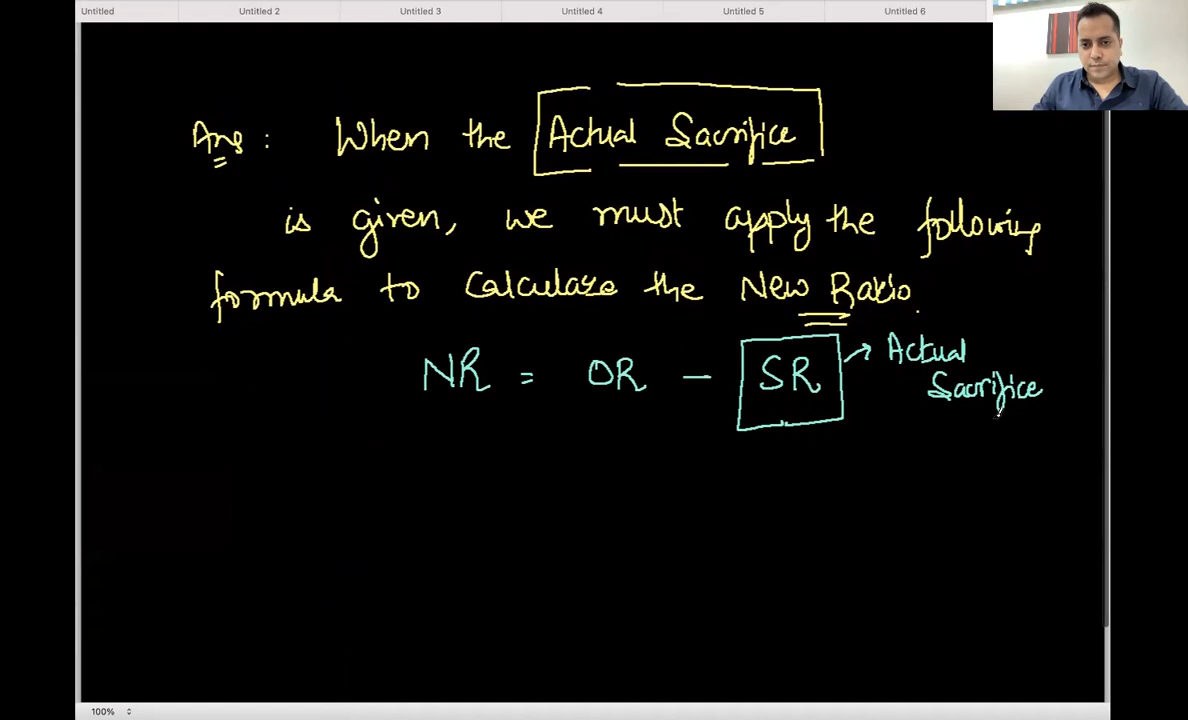 Untitled Untitled 2 Untitled 3 Untitled 4 Untitled 5 Untitled 6
Ans : When the Actual Sacrifice
is given, we must apply the following
formula to Calculate the New Ratio.
NR = OR - SR → Actual
Sacrifice
100%